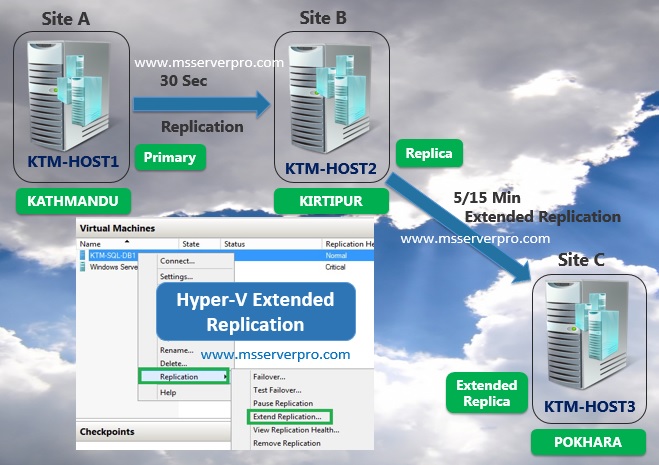 Site A
Site B
www.msserverpro.com
30 Sec
Replication
KTM-HOST1
Primary
KATHMANDU
KTM-HOST2
Replica
KIRTIPUR
5/15 Min
Extended Replication
www.msserverpro.com
Site C
Extended
Replica
KTM-HOST3
POKHARA
Virtual Machines
Name State Status Replication He
KTM-SQL-DB1 Normal
Windows Serve Critical
Connect...
Settings...
Hyper-V Extended
Replication
www.msserverpro.com
Rename...
Delete...
Replication
Help
Failover...
Test Failover...
Pause Replication
Extend Replication...
View Replication Health...
Remove Replication
Checkpoints